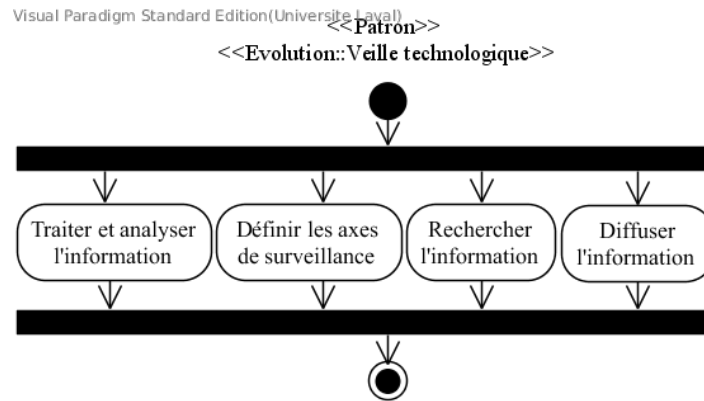 Visual Paradigm Standard Edition(Universite Laval)
<<Patron>>
<<Evolution::Veille technologique>>
Traiter et analyser
l'information
Définir les axes
de surveillance
Rechercher
l'information
Diffuser
l'information